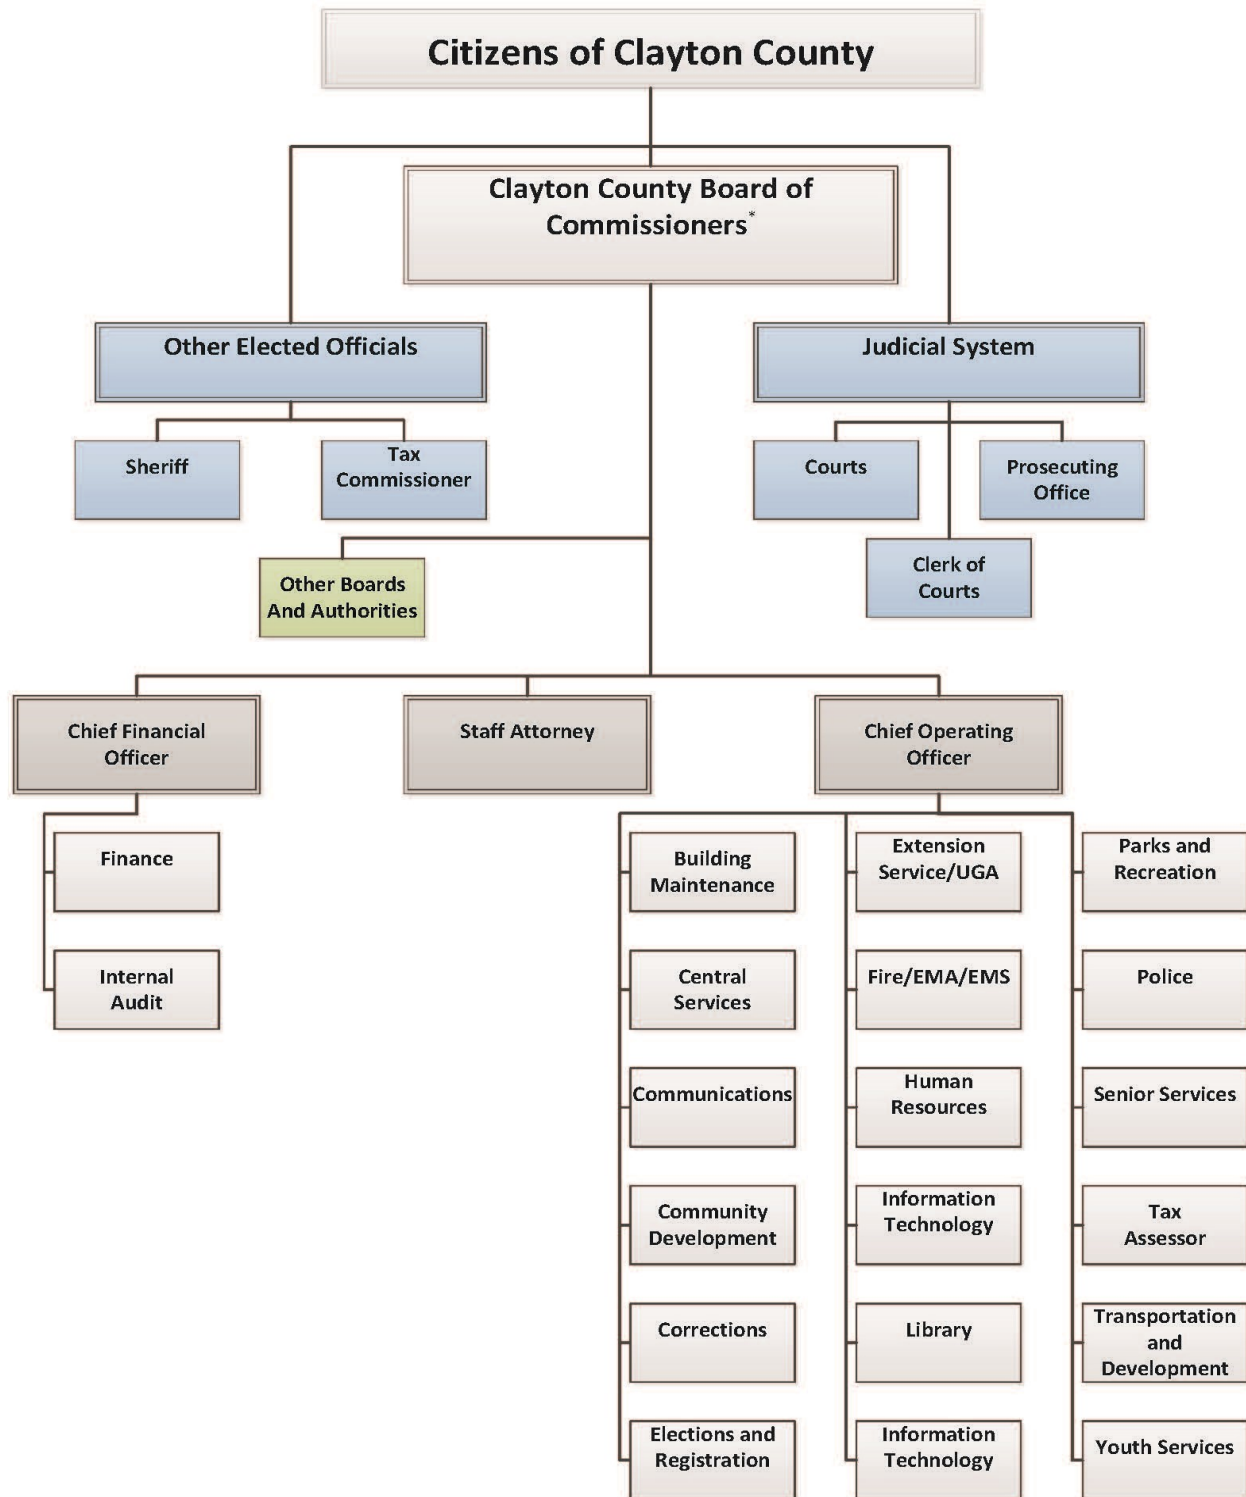 Citizens of Clayton County
Clayton County Board of
Commissioners*
Other Elected Officials
Judicial System
Sheriff
Tax
Commissioner
Courts
Prosecuting
Office
Clerk of
Courts
Other Boards
And Authorities
Chief Financial
Officer
Staff Attorney
Chief Operating
Officer
Finance
Internal
Audit
Building
Maintenance
Central
Services
Communications
Community
Development
Corrections
Elections and
Registration
Extension
Service/UGA
Fire/EMA/EMS
Human
Resources
Information
Technology
Library
Information
Technology
Parks and
Recreation
Police
Senior Services
Tax
Assessor
Transportation
and
Development
Youth Services